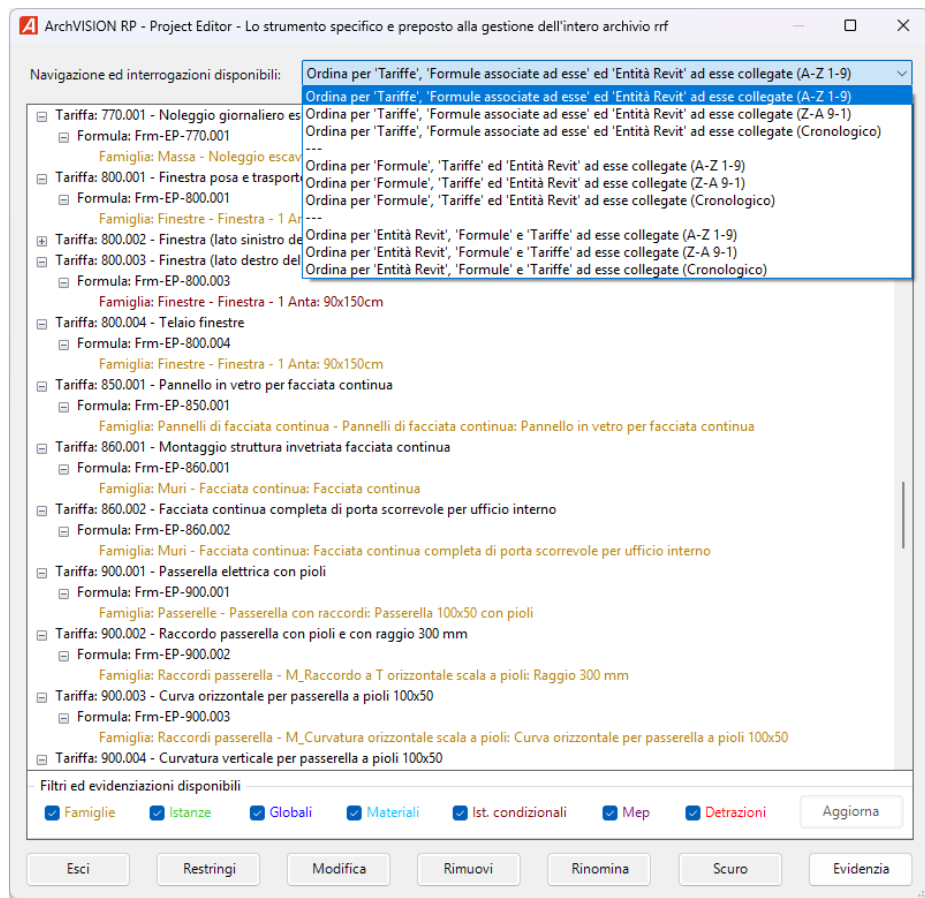 ArchVISION RP - Project Editor - Lo strumento specifico e preposto alla gestione dell'intero archivio rrf
Navigazione ed interrogazioni disponibili:
Ordina per 'Tariffe', 'Formule associate ad esse' ed 'Entità Revit' ad esse collegate (A-Z 1-9)
Ordina per 'Tariffe', 'Formule associate ad esse' ed 'Entità Revit' ad esse collegate (A-Z 1-9)
Ordina per 'Tariffe', 'Formule associate ad esse' ed 'Entità Revit' ad esse collegate (Z-A 9-1)
Ordina per 'Tariffe', 'Formule associate ad esse' ed 'Entità Revit' ad esse collegate (Cronologico)
---
Ordina per 'Formule', 'Tariffe' ed 'Entità Revit' ad esse collegate (A-Z 1-9)
Ordina per 'Formule', 'Tariffe' ed 'Entità Revit' ad esse collegate (Z-A 9-1)
Ordina per 'Formule', 'Tariffe' ed 'Entità Revit' ad esse collegate (Cronologico)
---
Ordina per 'Entità Revit', 'Formule' e 'Tariffe' ad esse collegate (A-Z 1-9)
Ordina per 'Entità Revit', 'Formule' e 'Tariffe' ad esse collegate (Z-A 9-1)
Ordina per 'Entità Revit', 'Formule' e 'Tariffe' ad esse collegate (Cronologico)
Tariffa: 770.001 - Noleggio giornaliero es
Formula: Frm-EP-770.001
Famiglia: Massa - Noleggio escav
Tariffa: 800.001 - Finestra posa e trasporto
Formula: Frm-EP-800.001
Famiglia: Finestre - Finestra - 1 An
Tariffa: 800.002 - Finestra (lato sinistro de
Tariffa: 800.003 - Finestra (lato destro del
Formula: Frm-EP-800.003
Famiglia: Finestre - Finestra - 1 Anta: 90x150cm
Tariffa: 800.004 - Telaio finestre
Formula: Frm-EP-800.004
Famiglia: Finestre - Finestra - 1 Anta: 90x150cm
Tariffa: 850.001 - Pannello in vetro per facciata continua
Formula: Frm-EP-850.001
Famiglia: Pannelli di facciata continua - Pannelli di facciata continua: Pannello in vetro per facciata continua
Tariffa: 860.001 - Montaggio struttura invetriata facciata continua
Formula: Frm-EP-860.001
Famiglia: Muri - Facciata continua: Facciata continua
Tariffa: 860.002 - Facciata continua completa di porta scorrevole per ufficio interno
Formula: Frm-EP-860.002
Famiglia: Muri - Facciata continua: Facciata continua completa di porta scorrevole per ufficio interno
Tariffa: 900.001 - Passerella elettrica con pioli
Formula: Frm-EP-900.001
Famiglia: Passerelle - Passerella con raccordi: Passerella 100x50 con pioli
Tariffa: 900.002 - Raccordo passerella con pioli e con raggio 300 mm
Formula: Frm-EP-900.002
Famiglia: Raccordi passerella - M_Raccordo a T orizzontale scala a pioli: Raggio 300 mm
Tariffa: 900.003 - Curva orizzontale per passerella a pioli 100x50
Formula: Frm-EP-900.003
Famiglia: Raccordi passerella - M_Curvatura orizzontale scala a pioli: Curva orizzontale per passerella a pioli 100x50
Tariffa: 900.004 - Curvatura verticale per passerella a pioli 100x50
Filtri ed evidenziazioni disponibili
Famiglie Istanze Globali Materiali Ist. condizionali Mep Detrazioni Aggiorna
Esci Restringi Modifica Rimuovi Rinomina Scuro Evidenzia